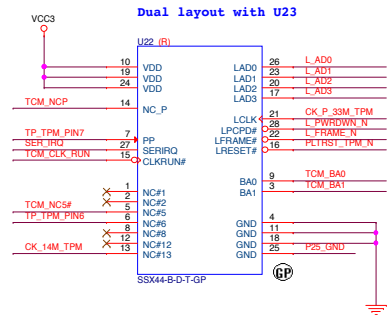 Dual layout with U23
VCC3
U22 (R)
10 VDD LAD0 26 L_AD0
19 VDD LAD1 23 L_AD1
24 VDD LAD2 20 L_AD2
LAD3 17 L_AD3
TCM_NCP 14 NC_P
LCLK 21 CK_P_33M_TPM
LPCPD# 28 L_PWRDWN_N
TP_TPM_PIN7 7 PP LFRAME# 22 L_FRAME_N
SER_IRQ 27 SERIRQ LRESET# 16 PLTRST_TPM_N
TCM_CLK_RUN 15 CLKRUN#
BA0 9 TCM_BA0
1 NC#1 BA1 3 TCM_BA1
2 NC#2
TCM_NC5# 5 NC#5
TP_TPM_PIN6 6 NC#6 GND 4
8 NC#8 GND 11
12 NC#12 GND 18
CK_14M_TPM 13 NC#13 GND 25 P25_GND
SSX44-B-D-T-GP
GP